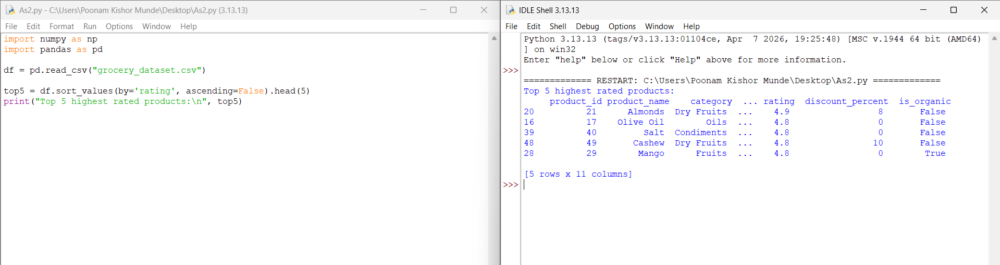 As2.py - C:\Users\Poonam Kishor Munde\Desktop\As2.py (3.13.13)
File Edit Format Run Options Window Help
import numpy as np
import pandas as pd
df = pd.read_csv("grocery_dataset.csv")
top5 = df.sort_values(by='rating', ascending=False).head(5)
print("Top 5 highest rated products:\n", top5)
IDLE Shell 3.13.13
File Edit Shell Debug Options Window Help
Python 3.13.13 (tags/v3.13.13:01104ce, Apr  7 2026, 19:25:48) [MSC v.1944 64 bit (AMD64)
] on win32
Enter "help" below or click "Help" above for more information.
>>>
============= RESTART: C:\Users\Poonam Kishor Munde\Desktop\As2.py =============
Top 5 highest rated products:
     product_id product_name    category  ... rating  discount_percent  is_organic
20          21      Almonds  Dry Fruits  ...    4.9                 8       False
16          17    Olive Oil        Oils  ...    4.8                 0       False
39          40         Salt  Condiments  ...    4.8                 0       False
48          49       Cashew  Dry Fruits  ...    4.8                10       False
28          29        Mango      Fruits  ...    4.8                 0        True
[5 rows x 11 columns]
>>>